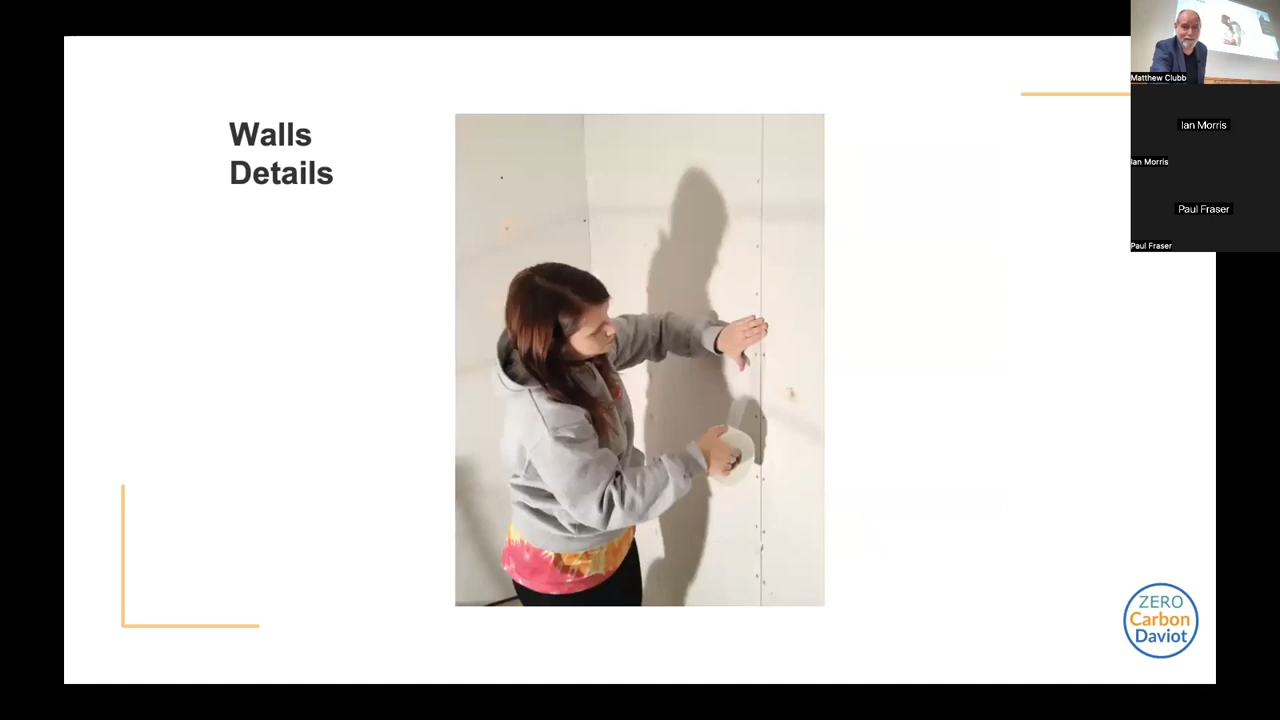 Walls
Details
Matthew Clubb
Ian Morris
Ian Morris
Paul Fraser
Paul Fraser
ZERO
Carbon
Daviot